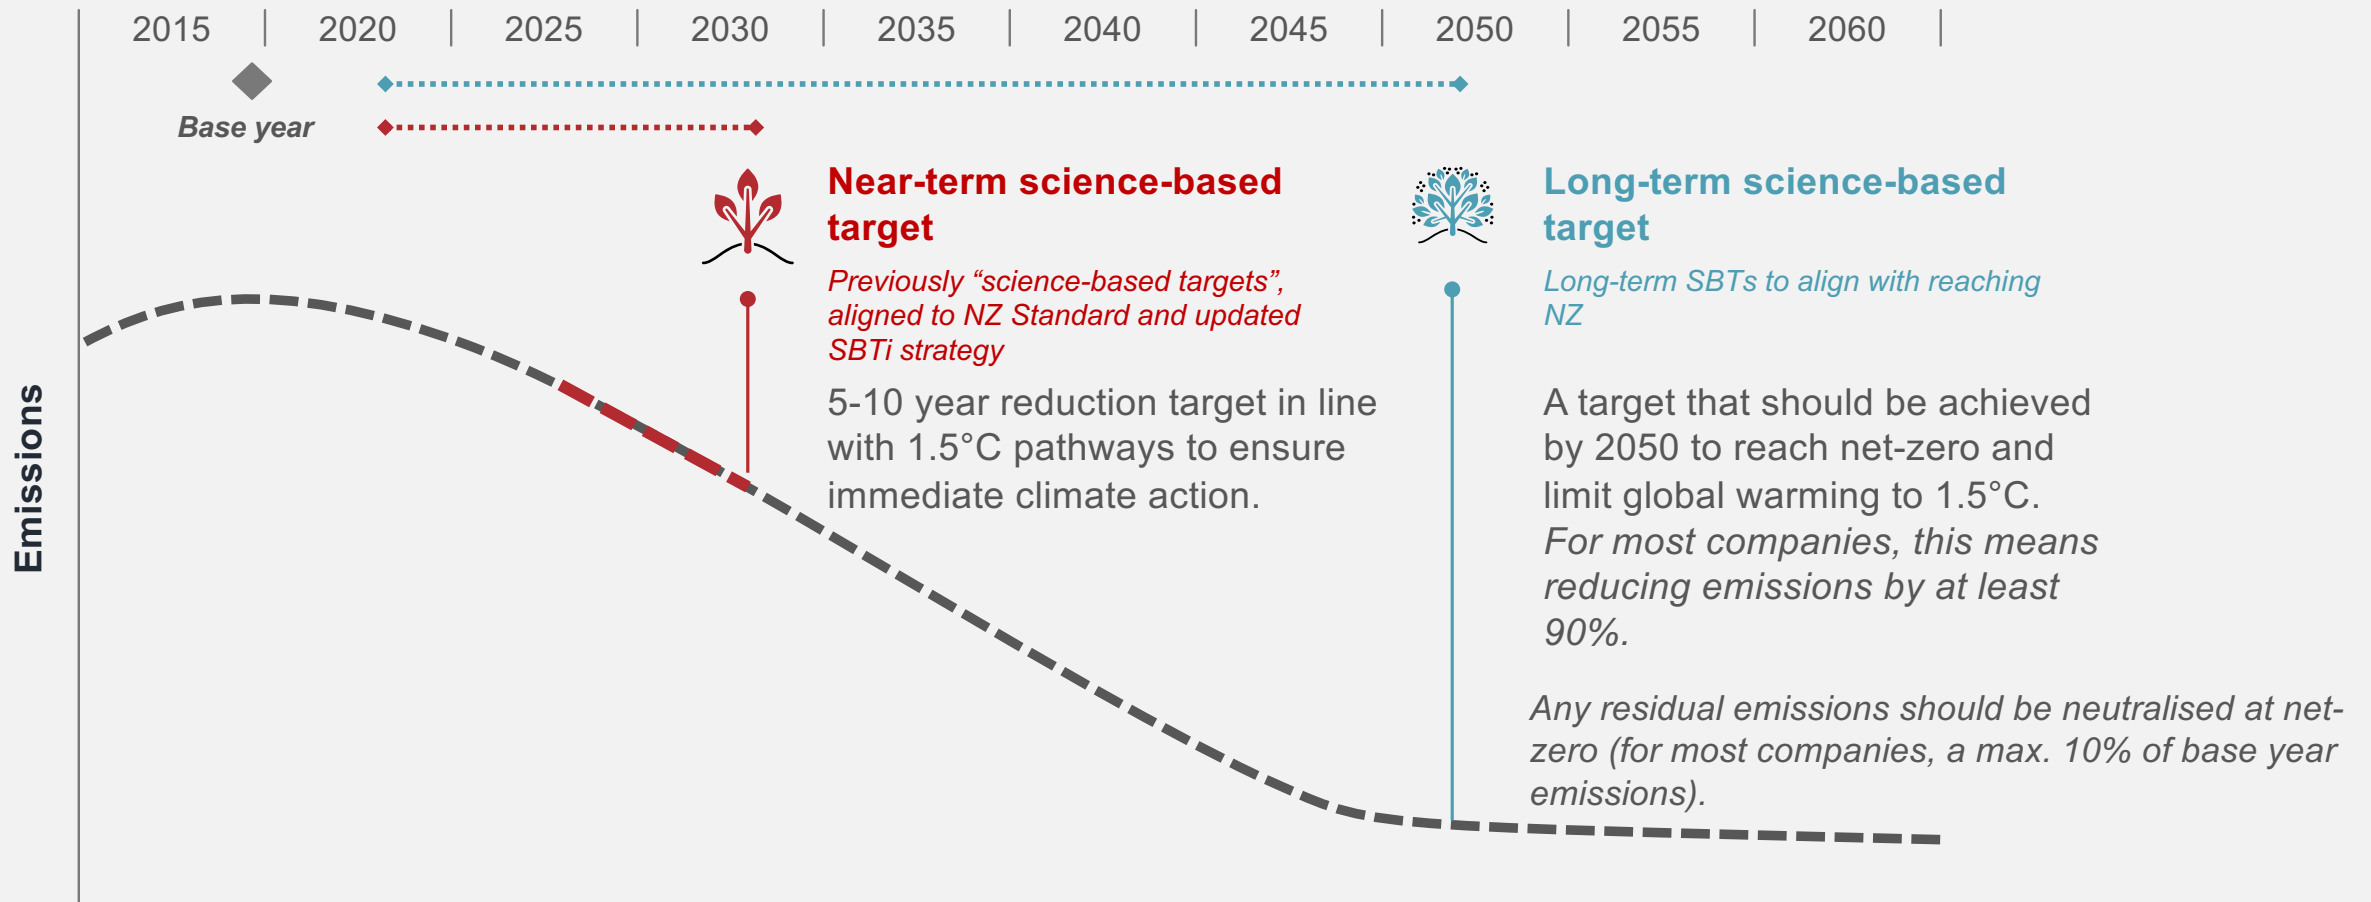 2015 2020 2025 2030 2035 2040 2045 2050 2055 2060
Base year
Near-term science-based
target
Previously “science-based targets”,
aligned to NZ Standard and updated
SBTi strategy
5-10 year reduction target in line
with 1.5°C pathways to ensure
immediate climate action.
Long-term science-based
target
Long-term SBTs to align with reaching
NZ
A target that should be achieved
by 2050 to reach net-zero and
limit global warming to 1.5°C.
For most companies, this means
reducing emissions by at least
90%.
Any residual emissions should be neutralised at net-
zero (for most companies, a max. 10% of base year
emissions).
Emissions